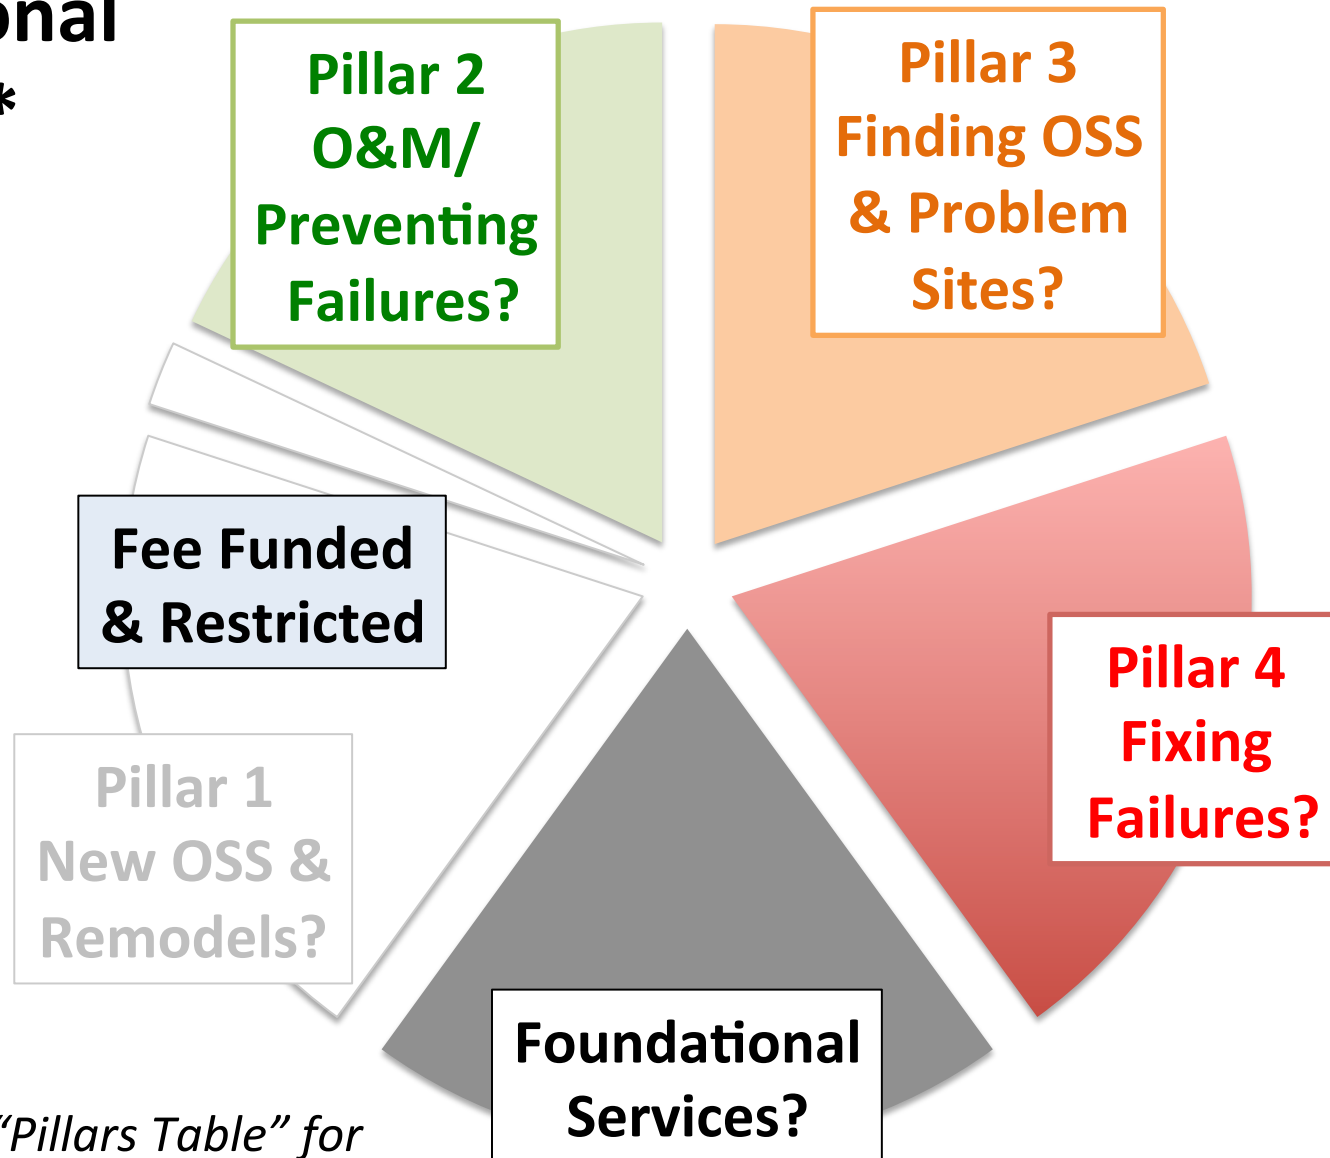 onal
*
Pillar 2
O&M/
Preventing
Failures?
Pillar 3
Finding OSS
& Problem
Sites?
Fee Funded
& Restricted
Pillar 4
Fixing
Failures?
Pillar 1
New OSS &
Remodels?
Foundational
Services?
“Pillars Table” for